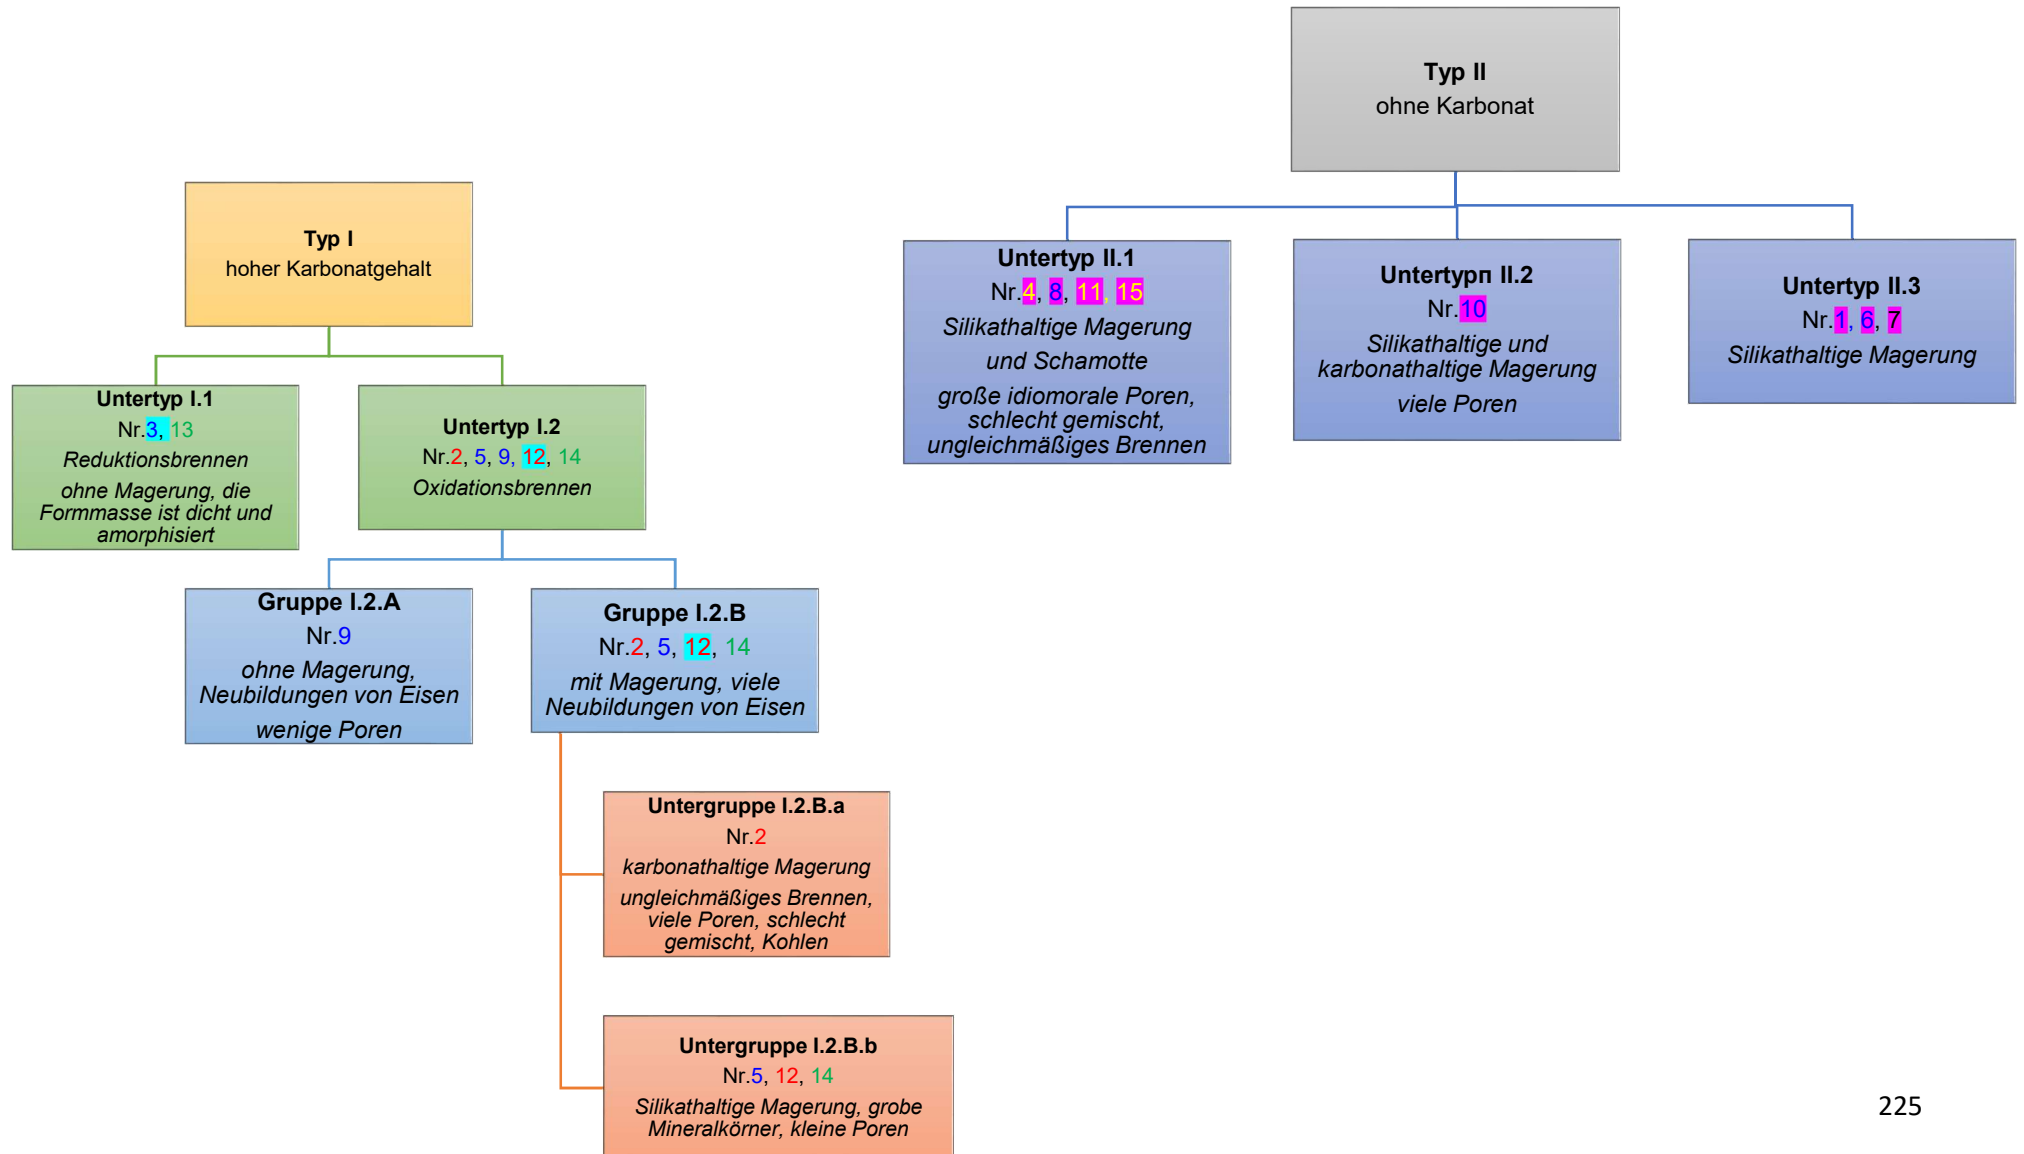 Typ II
ohne Karbonat
Typ I
hoher Karbonatgehalt
Untertyp II.1
Nr.4, 8, 11, 15
Silikathaltige Magerung
und Schamotte
große idiomorale Poren,
schlecht gemischt,
ungleichmäßiges Brennen
Untertypп II.2
Nr.10
Silikathaltige und
karbonathaltige Magerung
viele Poren
Untertyp II.3
Nr.1, 6, 7
Silikathaltige Magerung
Untertyp I.1
Nr.3, 13
Reduktionsbrennen
ohne Magerung, die
Formmasse ist dicht und
amorphisiert
Untertyp I.2
Nr.2, 5, 9, 12, 14
Oxidationsbrennen
Gruppe I.2.A
Nr.9
ohne Magerung,
Neubildungen von Eisen
wenige Poren
Gruppe I.2.B
Nr.2, 5, 12, 14
mit Magerung, viele
Neubildungen von Eisen
Untergruppe I.2.B.a
Nr.2
karbonathaltige Magerung
ungleichmäßiges Brennen,
viele Poren, schlecht
gemischt, Kohlen
Untergruppe I.2.B.b
Nr.5, 12, 14
Silikathaltige Magerung, grobe
Mineralkörner, kleine Poren
225